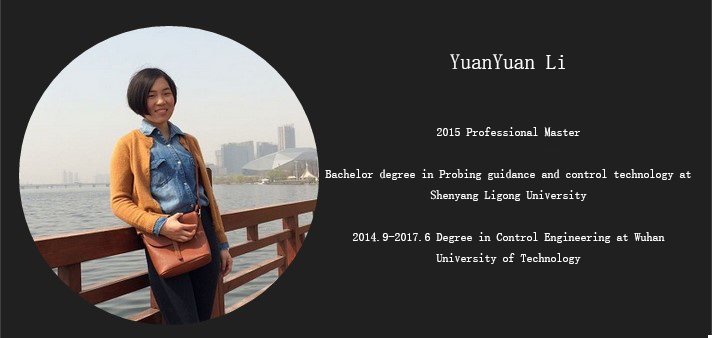 YuanYuan Li
2015 Professional Master
Bachelor degree in Probing guidance and control technology at
Shenyang Ligong University
2014.9-2017.6 Degree in Control Engineering at Wuhan
University of Technology